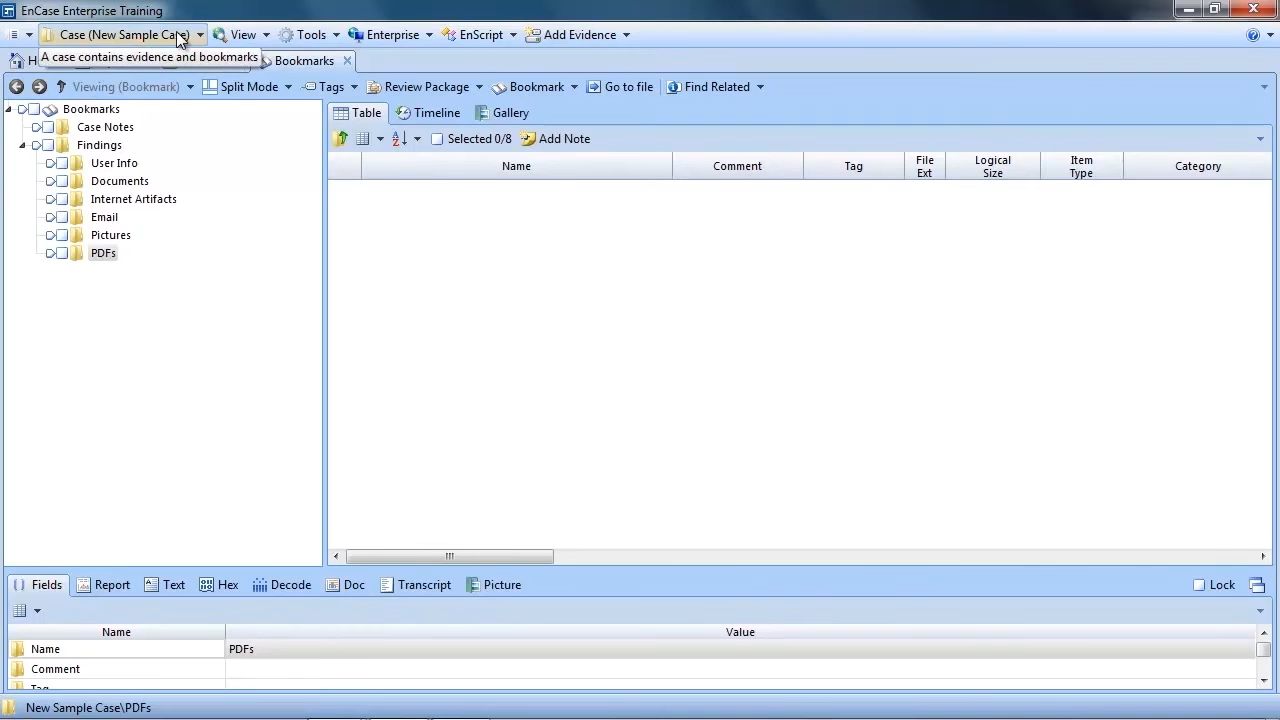 EnCase Enterprise Training
Case (New Sample Case) View Tools Enterprise EnScript Add Evidence
H Bookmarks
A case contains evidence and bookmarks
Viewing (Bookmark) Split Mode Tags Review Package Bookmark Go to file Find Related
Bookmarks
Case Notes
Findings
User Info
Documents
Internet Artifacts
Email
Pictures
PDFs
Table Timeline Gallery
Selected 0/8 Add Note
Name Comment Tag File Ext Logical Size Item Type Category
Fields Report Text Hex Decode Doc Transcript Picture Lock
Name Value
Name PDFs
Comment
Tag
New Sample Case\PDFs